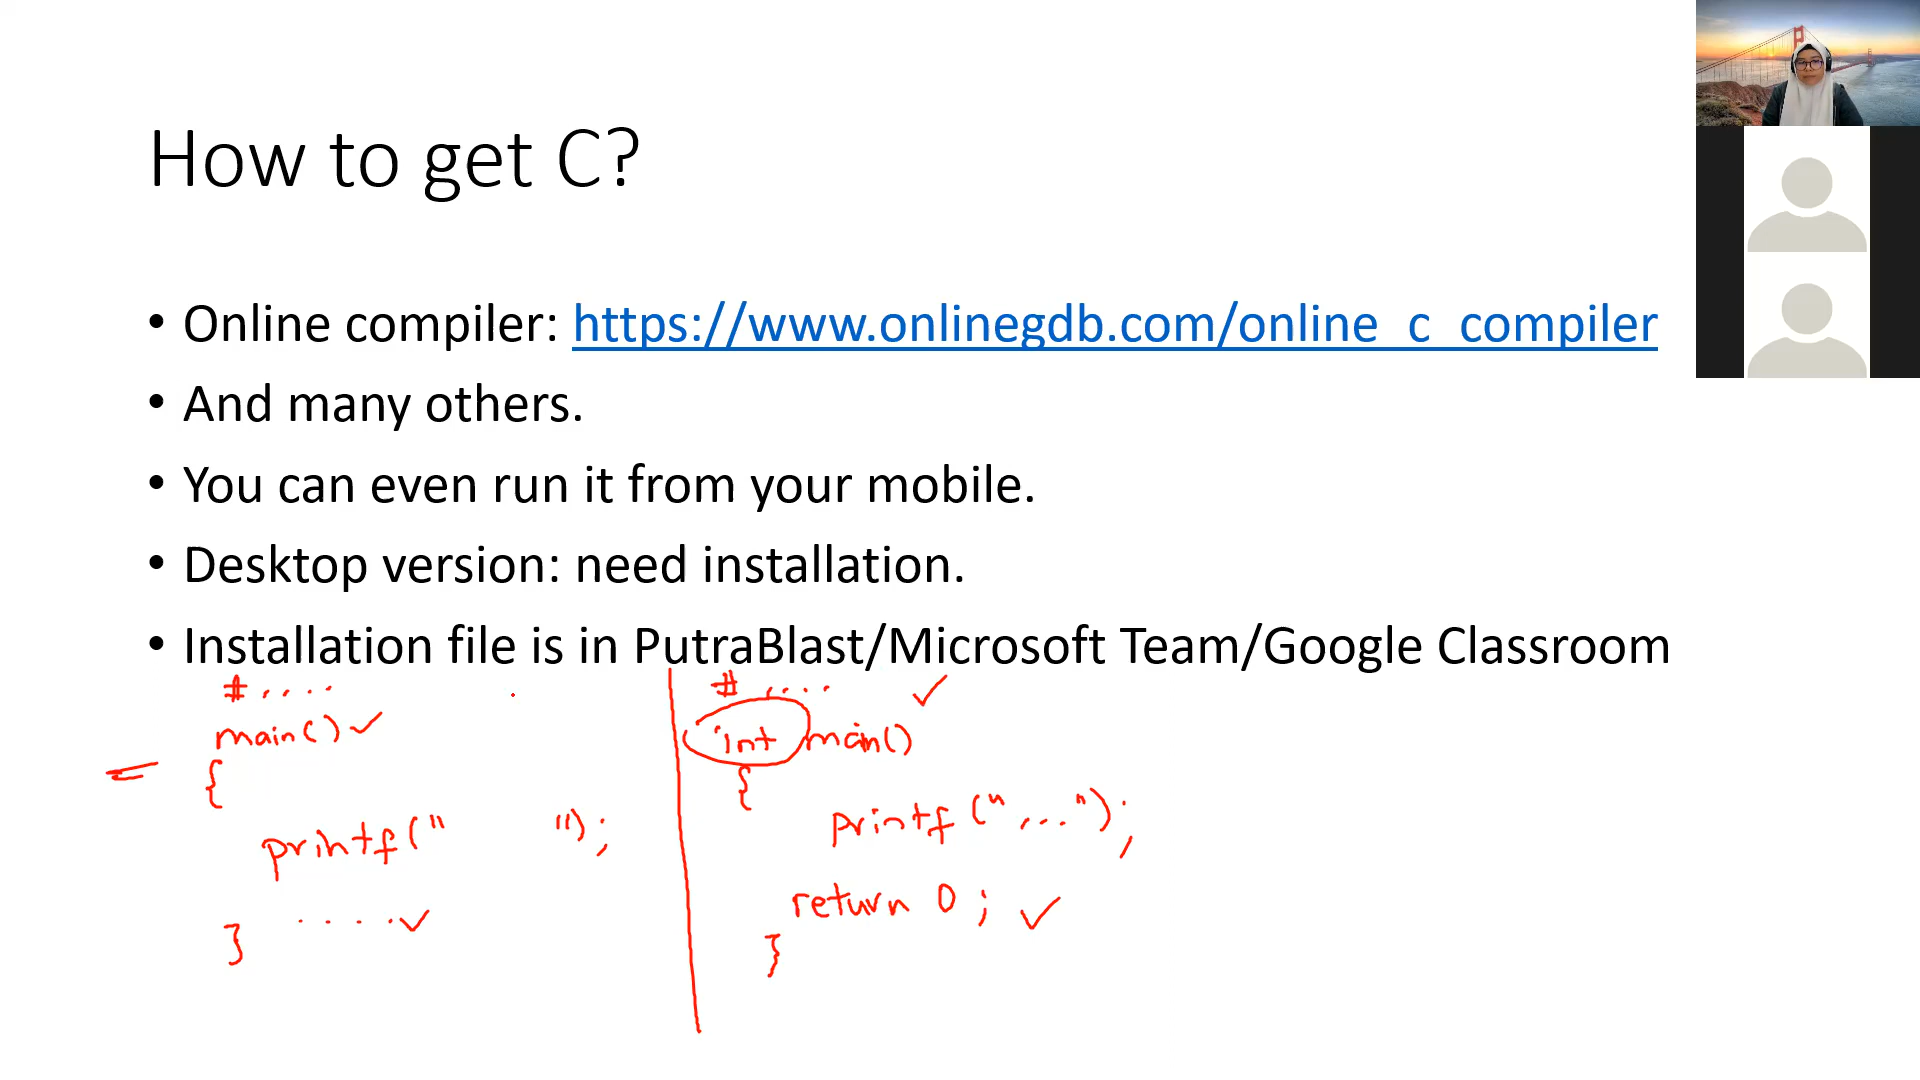 How to get C?
• Online compiler: https://www.onlinegdb.com/online_c_compiler
• And many others.
• You can even run it from your mobile.
• Desktop version: need installation.
• Installation file is in PutraBlast/Microsoft Team/Google Classroom
# ....
main() ✓
{
printf(" ");
.... ✓
}
# .... ✓
int main()
{
printf("...");
return 0; ✓
}